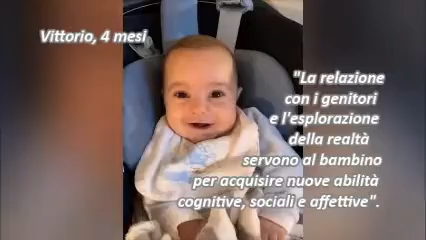 Vittorio, 4 mesi
"La relazione
con i genitori
e l'esplorazione
della realtà
servono al bambino
per acquisire nuove abilità
cognitive, sociali e affettive".